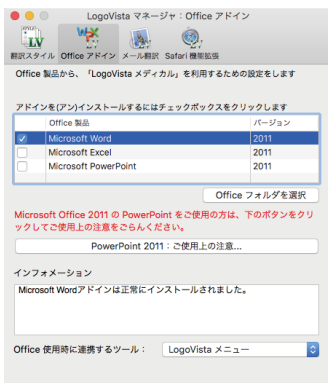 LogoVista マネージャ：Office アドイン
翻訳スタイル Office アドイン メール翻訳 Safari 機能拡張
Office 製品から、「LogoVista メディカル」を利用するための設定をします
アドインを(アン)インストールするにはチェックボックスをクリックします
Office 製品 バージョン
Microsoft Word 2011
Microsoft Excel 2011
Microsoft PowerPoint 2011
Office フォルダを選択
Microsoft Office 2011 の PowerPoint をご使用の方は、下のボタンをクリ
ックしてご使用上の注意をごらんください。
PowerPoint 2011：ご使用上の注意...
インフォメーション
Microsoft Wordアドインは正常にインストールされました。
Office 使用時に連携するツール： LogoVista メニュー